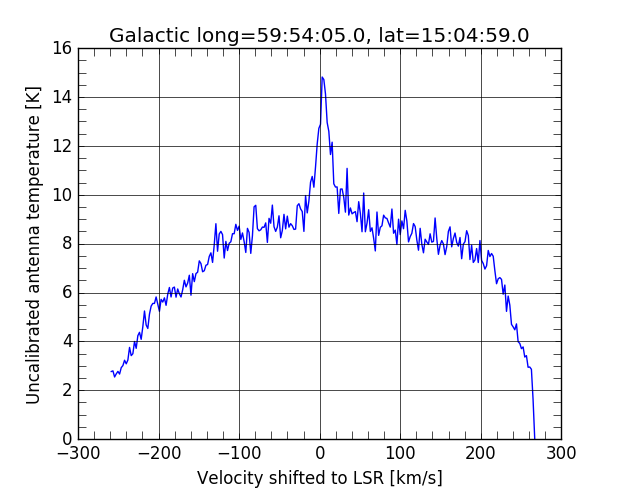 Galactic long=59:54:05.0, lat=15:04:59.0
16
14
12
10
8
6
4
2
0
Uncalibrated antenna temperature [K]
−300 −200 −100 0 100 200 300
Velocity shifted to LSR [km/s]